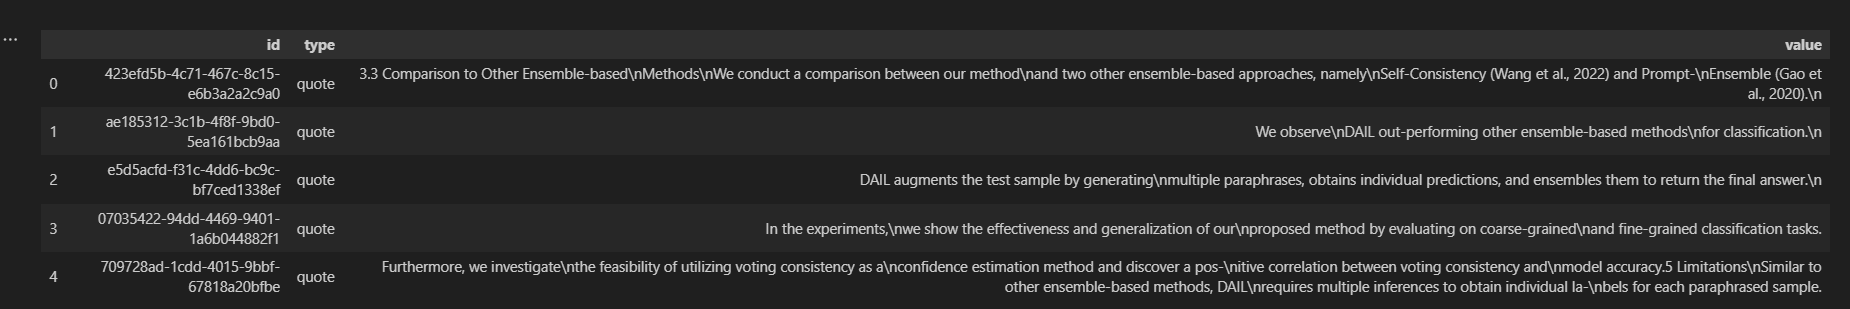 ...
id type value
0 423efd5b-4c71-467c-8c15- quote 3.3 Comparison to Other Ensemble-based\nMethods\nWe conduct a comparison between our method\nand two other ensemble-based approaches, namely\nSelf-Consistency (Wang et al., 2022) and Prompt-\nEnsemble (Gao et
e6b3a2a2c9a0 al., 2020).\n
1 ae185312-3c1b-4f8f-9bd0- quote We observe\nDAIL out-performing other ensemble-based methods\nfor classification.\n
5ea161bcb9aa
2 e5d5acfd-f31c-4dd6-bc9c- quote DAIL augments the test sample by generating\nmultiple paraphrases, obtains individual predictions, and ensembles them to return the final answer.\n
bf7ced1338ef
3 07035422-94dd-4469-9401- quote In the experiments,\nwe show the effectiveness and generalization of our\nproposed method by evaluating on coarse-grained\nand fine-grained classification tasks.
1a6b044882f1
4 709728ad-1cdd-4015-9bbf- quote Furthermore, we investigate\nthe feasibility of utilizing voting consistency as a\nconfidence estimation method and discover a pos-\nitive correlation between voting consistency and\nmodel accuracy.5 Limitations\nSimilar to
67818a20bfbe other ensemble-based methods, DAIL\nrequires multiple inferences to obtain individual la-\nbels for each paraphrased sample.